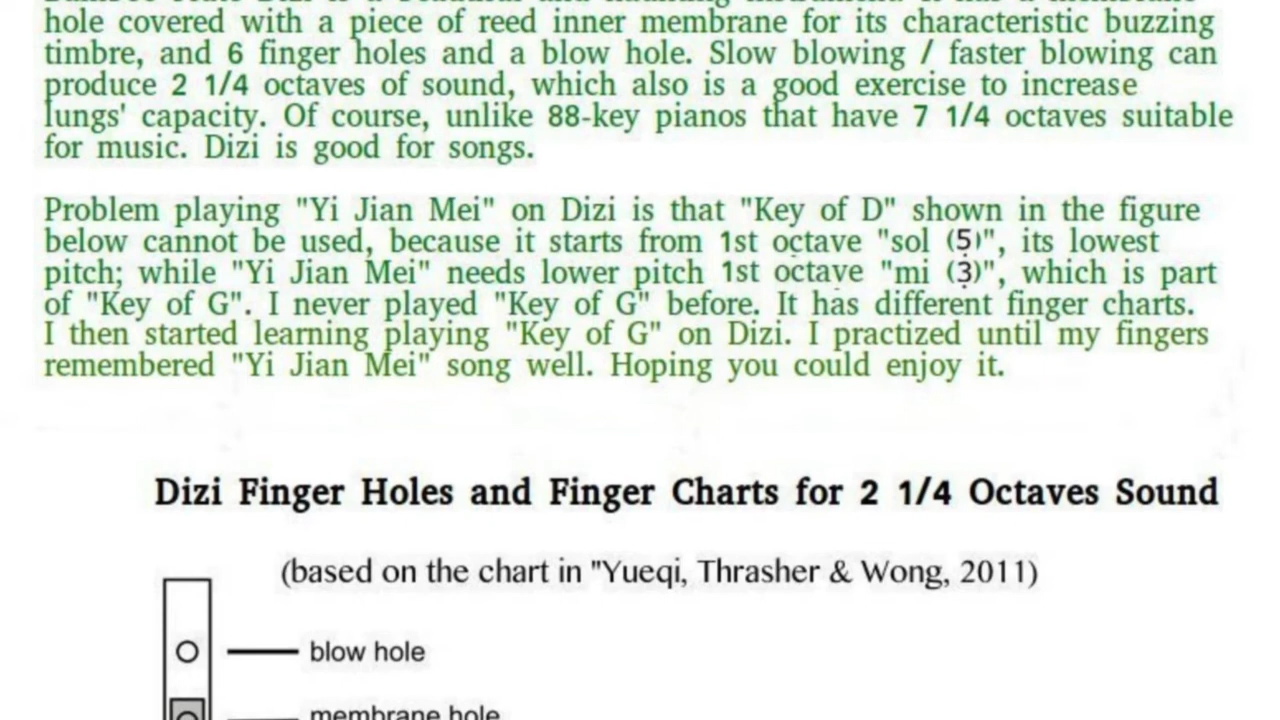 hole covered with a piece of reed inner membrane for its characteristic buzzing
timbre, and 6 finger holes and a blow hole. Slow blowing / faster blowing can
produce 2 1/4 octaves of sound, which also is a good exercise to increase
lungs' capacity. Of course, unlike 88-key pianos that have 7 1/4 octaves suitable
for music. Dizi is good for songs.
Problem playing "Yi Jian Mei" on Dizi is that "Key of D" shown in the figure
below cannot be used, because it starts from 1st octave "sol (5)", its lowest
pitch; while "Yi Jian Mei" needs lower pitch 1st octave "mi (3)", which is part
of "Key of G". I never played "Key of G" before. It has different finger charts.
I then started learning playing "Key of G" on Dizi. I practized until my fingers
remembered "Yi Jian Mei" song well. Hoping you could enjoy it.
Dizi Finger Holes and Finger Charts for 2 1/4 Octaves Sound
(based on the chart in "Yueqi, Thrasher & Wong, 2011)
blow hole
membrane hole